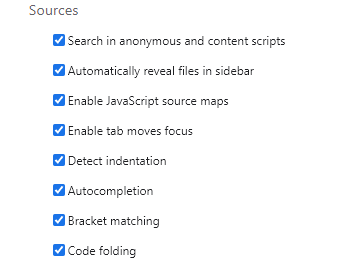 Sources
Search in anonymous and content scripts
Automatically reveal files in sidebar
Enable JavaScript source maps
Enable tab moves focus
Detect indentation
Autocompletion
Bracket matching
Code folding